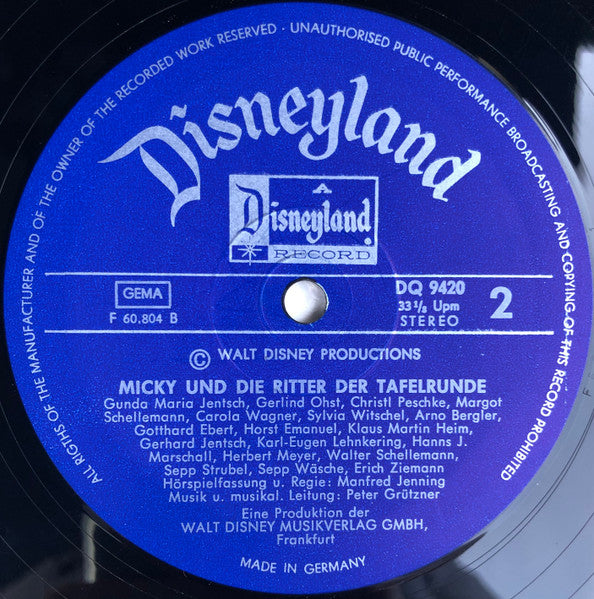 ALL RIGTHS OF THE MANUFACTURER AND OF THE OWNER OF THE RECORDED WORK RESERVED - UNAUTHORISED PUBLIC PERFORMANCE BROADCASTING AND COPYING OF THIS RECORD PROHIBITED
Disneyland
A
Disneyland
RECORD
GEMA
F 60.804 B
DQ 9420
33 1/3 Upm
STEREO
2
© WALT DISNEY PRODUCTIONS
MICKY UND DIE RITTER DER TAFELRUNDE
Gunda Maria Jentsch, Gerlind Ohst, Christl Peschke, Margot
Schellemann, Carola Wagner, Sylvia Witschel, Arno Bergler,
Gotthard Ebert, Horst Emanuel, Klaus Martin Heim,
Gerhard Jentsch, Karl-Eugen Lehnkering, Hanns J.
Marschall, Herbert Meyer, Walter Schellemann,
Sepp Strubel, Sepp Wäsche, Erich Ziemann
Hörspielfassung u. Regie: Manfred Jenning
Musik u. musikal. Leitung: Peter Grützner
Eine Produktion der
WALT DISNEY MUSIKVERLAG GMBH,
Frankfurt
MADE IN GERMANY